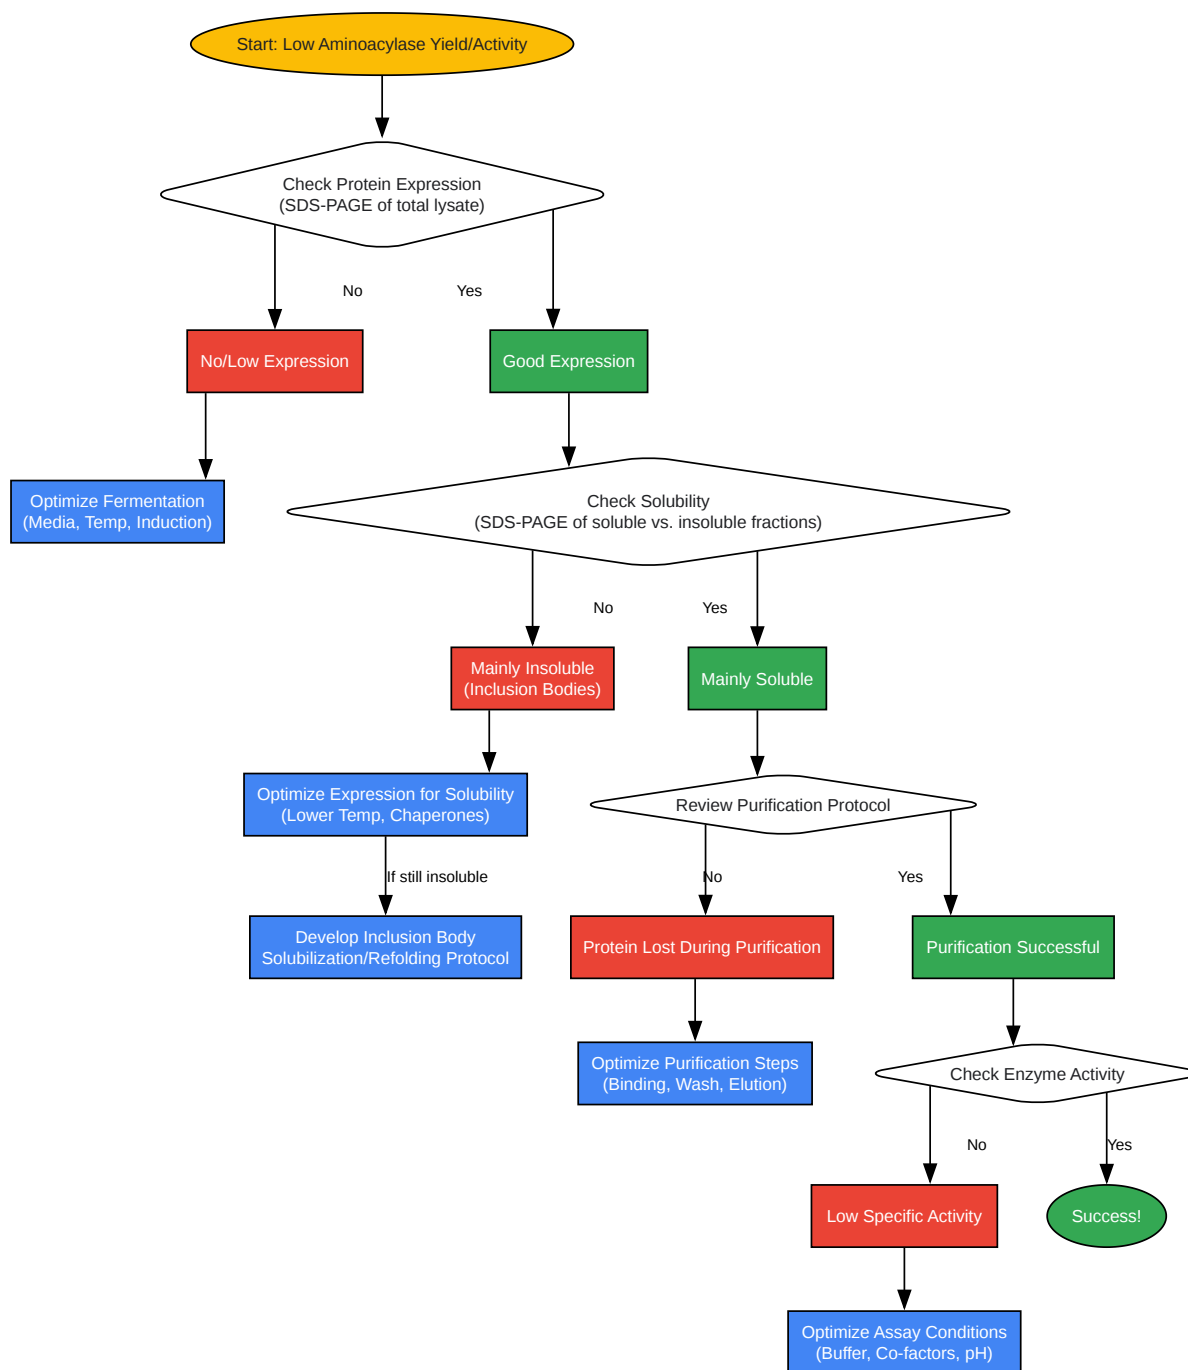 Start: Low Aminoacylase Yield/Activity
Check Protein Expression
(SDS-PAGE of total lysate)
No
Yes
No/Low Expression
Good Expression
Optimize Fermentation
(Media, Temp, Induction)
Check Solubility
(SDS-PAGE of soluble vs. insoluble fractions)
No
Yes
Mainly Insoluble
(Inclusion Bodies)
Mainly Soluble
Optimize Expression for Solubility
(Lower Temp, Chaperones)
Review Purification Protocol
If still insoluble
No
Yes
Develop Inclusion Body
Solubilization/Refolding Protocol
Protein Lost During Purification
Purification Successful
Optimize Purification Steps
(Binding, Wash, Elution)
Check Enzyme Activity
No
Yes
Low Specific Activity
Success!
Optimize Assay Conditions
(Buffer, Co-factors, pH)